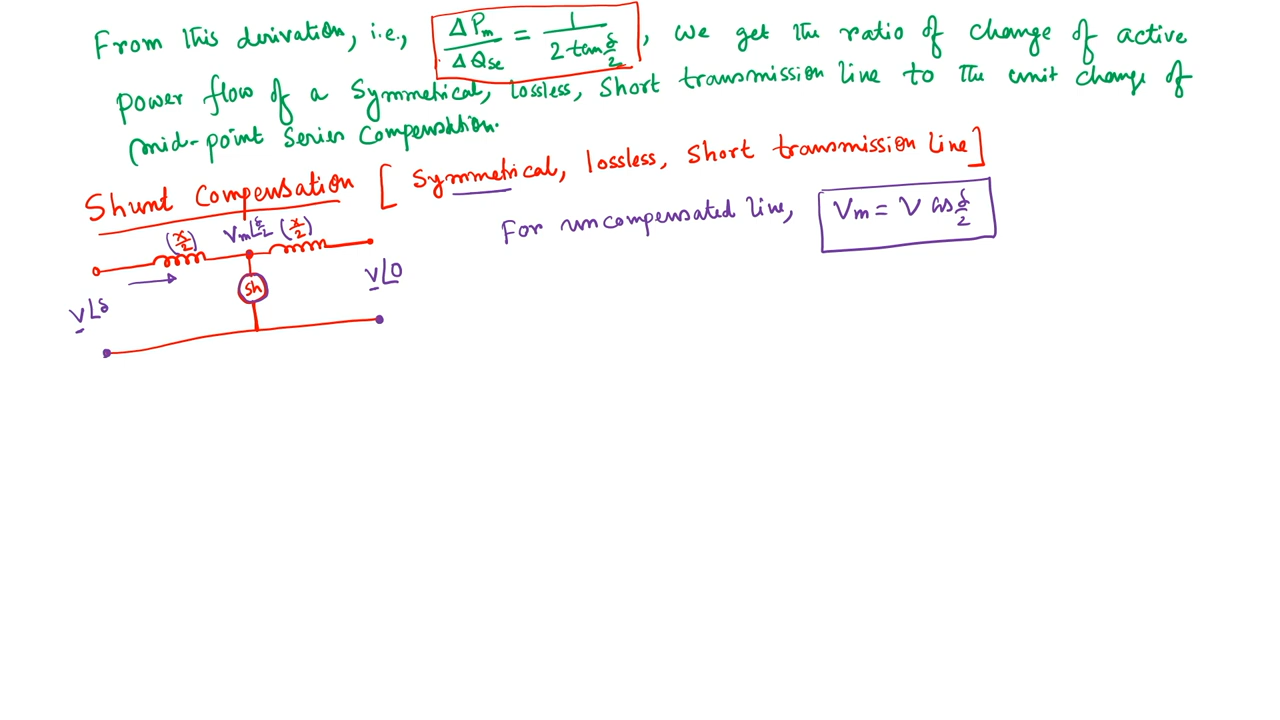 From this derivation, i.e., ΔPm/ΔQse = 1/(2 tan δ/2), we get the ratio of change of active
power flow of a symmetrical, lossless, short transmission line to the unit change of
mid-point series compensation.
Shunt Compensation [Symmetrical, lossless, short transmission line]
For uncompensated line, Vm = V cos δ/2
(x/2) Vm∠δ/2 (x/2)
V∠0
Sh
V∠δ